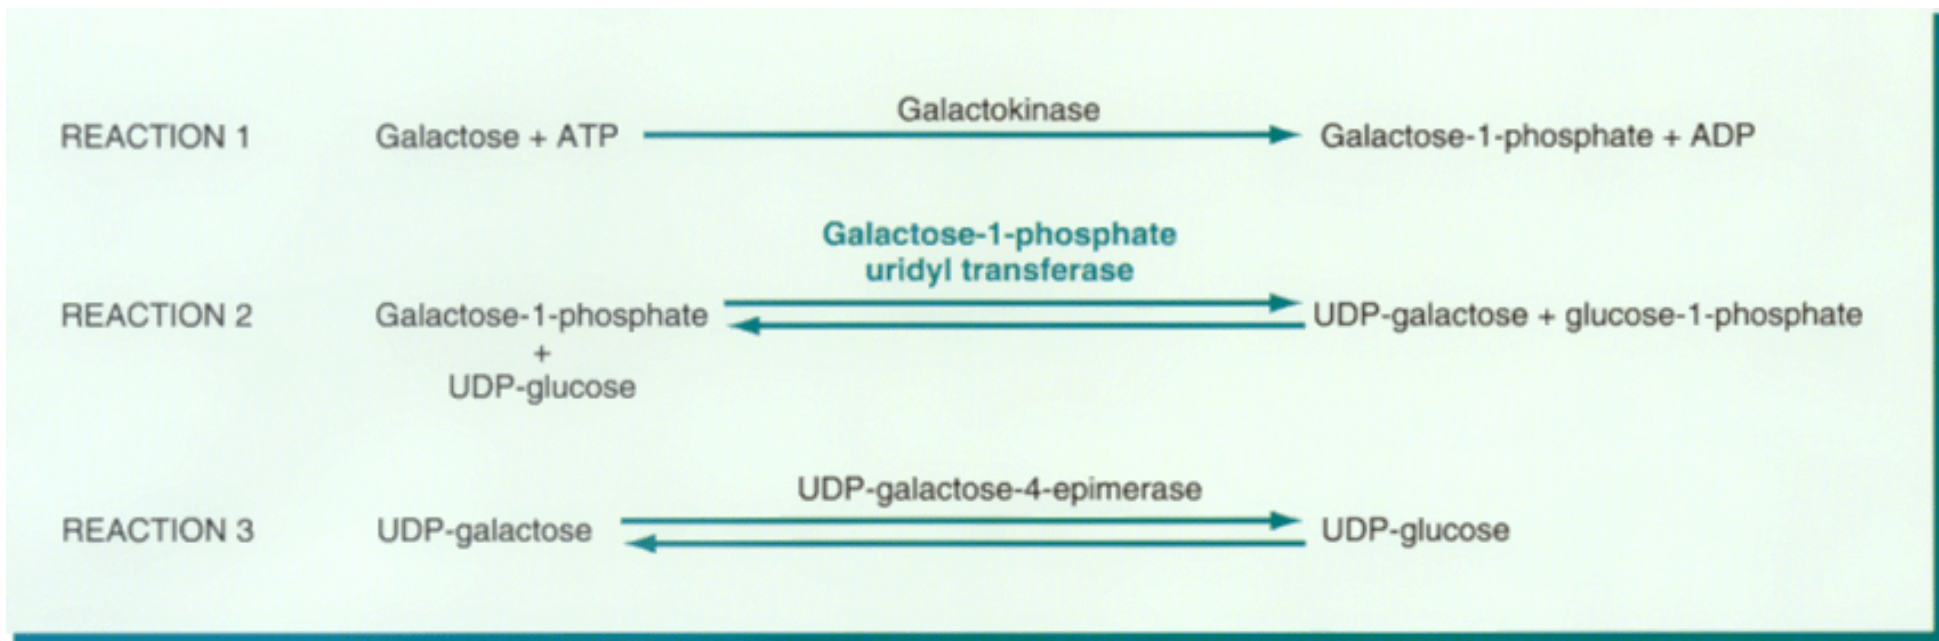 Galactokinase
REACTION 1 Galactose + ATP Galactose-1-phosphate + ADP
Galactose-1-phosphate
uridyl transferase
REACTION 2 Galactose-1-phosphate UDP-galactose + glucose-1-phosphate
+
UDP-glucose
UDP-galactose-4-epimerase
REACTION 3 UDP-galactose UDP-glucose